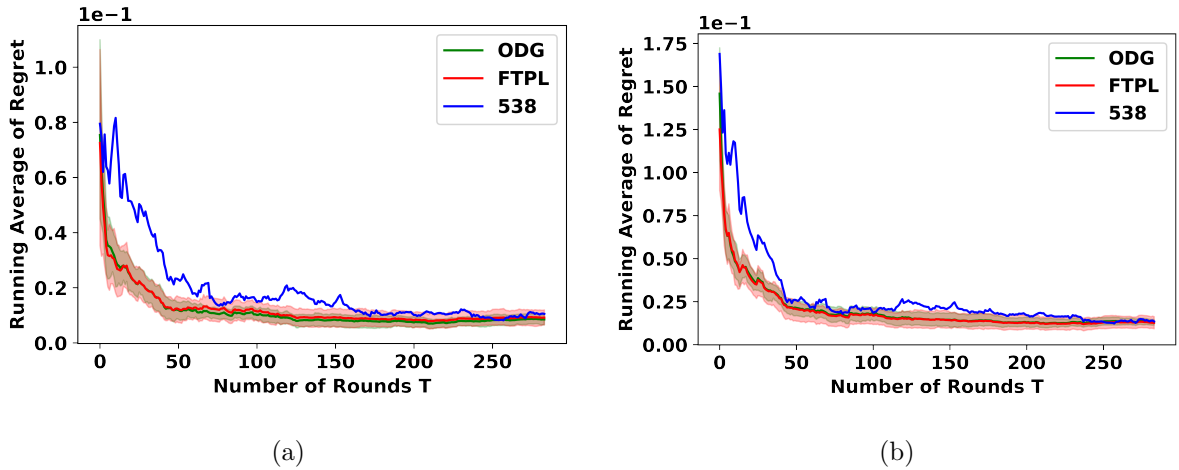 1e−1
Running Average of Regret
1.0
0.8
0.6
0.4
0.2
0.0
ODG
FTPL
538
0
50
100
150
200
250
Number of Rounds T
(a)
1e−1
Running Average of Regret
1.75
1.50
1.25
1.00
0.75
0.50
0.25
0.00
ODG
FTPL
538
0
50
100
150
200
250
Number of Rounds T
(b)